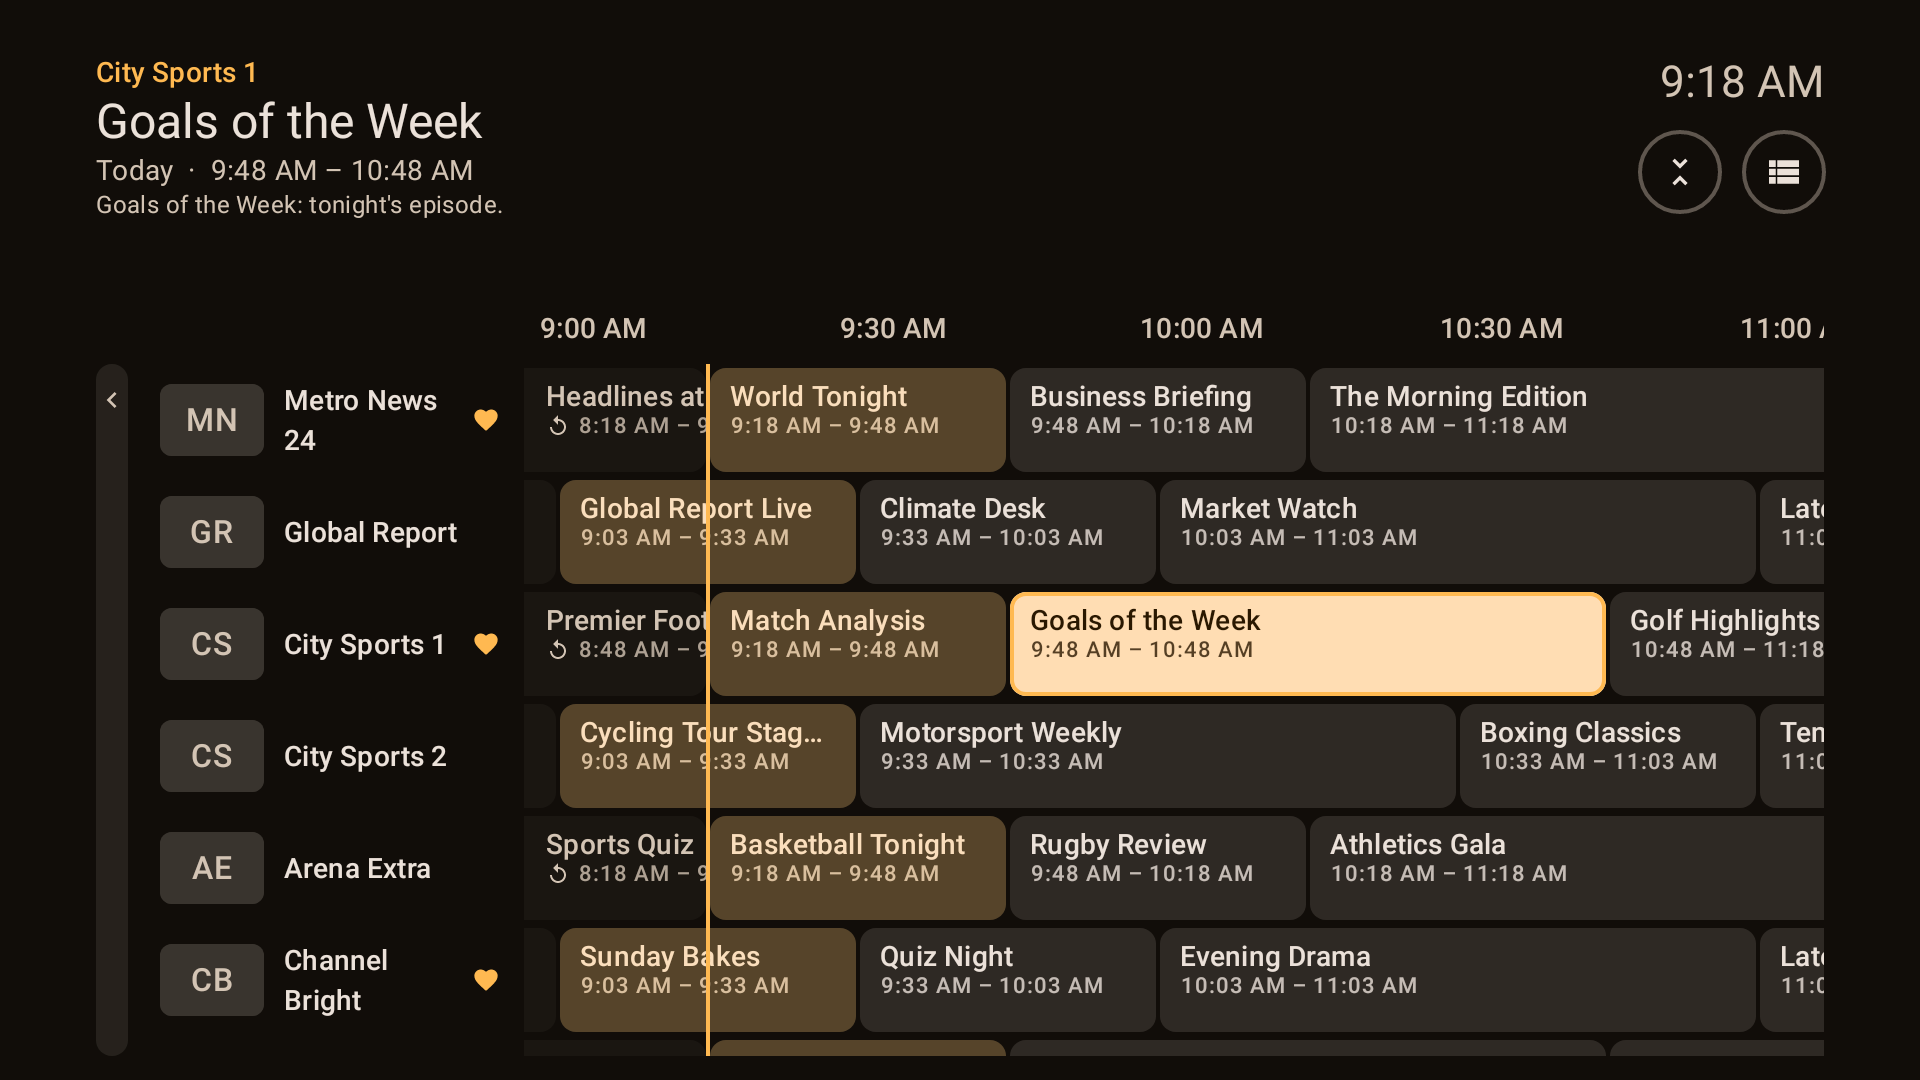 City Sports 1
Goals of the Week
Today · 9:48 AM – 10:48 AM
Goals of the Week: tonight's episode.
9:18 AM
9:00 AM 9:30 AM 10:00 AM 10:30 AM 11:00
MN Metro News 24
Headlines at
8:18 AM – 9
World Tonight
9:18 AM – 9:48 AM
Business Briefing
9:48 AM – 10:18 AM
The Morning Edition
10:18 AM – 11:18 AM
GR Global Report
Global Report Live
9:03 AM – 9:33 AM
Climate Desk
9:33 AM – 10:03 AM
Market Watch
10:03 AM – 11:03 AM
CS City Sports 1
Premier
8:48 AM – 9
Match Analysis
9:18 AM – 9:48 AM
Goals of the Week
9:48 AM – 10:48 AM
Golf Highlights
10:48 AM – 11:18
CS City Sports 2
Cycling Tour Stag…
9:03 AM – 9:33 AM
Motorsport Weekly
9:33 AM – 10:33 AM
Boxing Classics
10:33 AM – 11:03 AM
AE Arena Extra
Sports Quiz
8:18 AM – 9
Basketball Tonight
9:18 AM – 9:48 AM
Rugby Review
9:48 AM – 10:18 AM
Athletics Gala
10:18 AM – 11:18 AM
CB Channel Bright
Sunday Bakes
9:03 AM – 9:33 AM
Quiz Night
9:33 AM – 10:03 AM
Evening Drama
10:03 AM – 11:03 AM